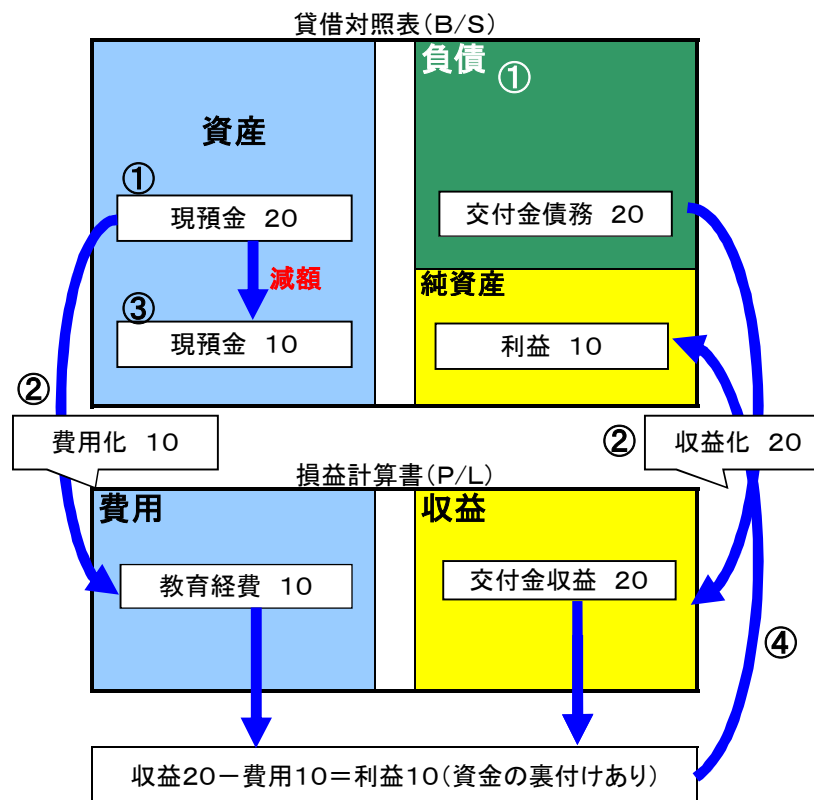 貸借対照表(B/S)
資産
負債
①
①
現預金 20
交付金債務 20
減額
純資産
③
現預金 10
利益 10
②
費用化 10
②
収益化 20
損益計算書(P/L)
費用
収益
教育経費 10
交付金収益 20
④
収益20-費用10=利益10(資金の裏付けあり)